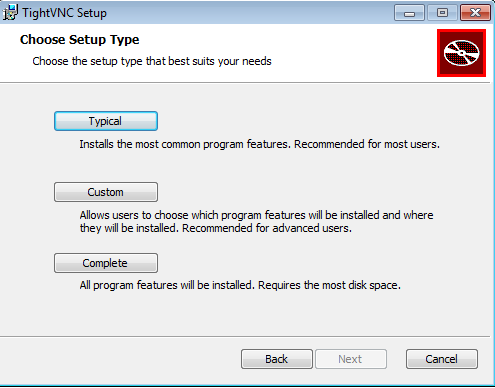 TightVNC Setup
Choose Setup Type
Choose the setup type that best suits your needs
Typical
Installs the most common program features. Recommended for most users.
Custom
Allows users to choose which program features will be installed and where
they will be installed. Recommended for advanced users.
Complete
All program features will be installed. Requires the most disk space.
Back
Next
Cancel